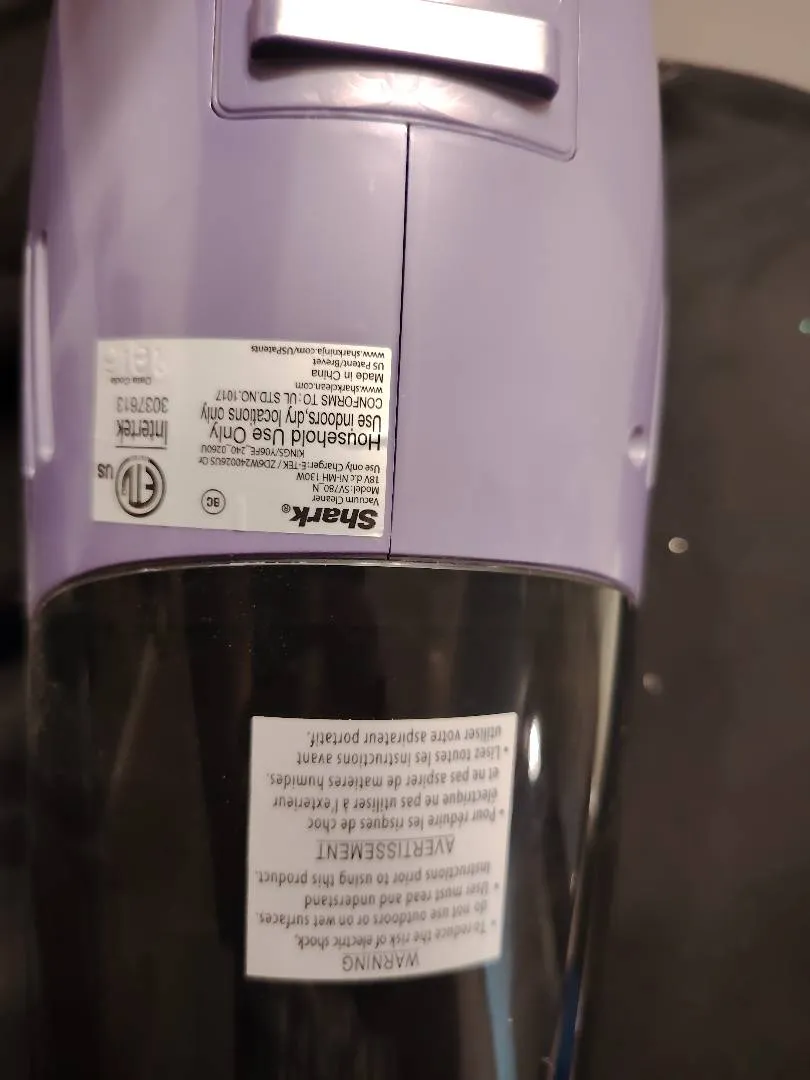 Shark®
Vacuum Cleaner
Model:SV780_N
18V d.c Ni-MH 130W
Use only Charger:E-TEK / ZD6W240026US Or
KINGS/Y06FE_240_0260U
Household Use Only
Use indoors,dry locations only
CONFORMS TO:UL STD.NO.1017
www.sharkclean.com
Made in China
US Patent/Brevet
www.sharkninja.com/USPatents
BC
ETL
US
Intertek
3037613
Date Code
WARNING
• To reduce the risk of electric shock,
do not use outdoors or on wet surfaces.
• User must read and understand
instructions prior to using this product.
AVERTISSEMENT
• Pour réduire les risques de choc
électrique ne pas utiliser à l'extérieur
et ne pas aspirer de matières humides.
• Lisez toutes les instructions avant
utiliser votre aspirateur portatif.